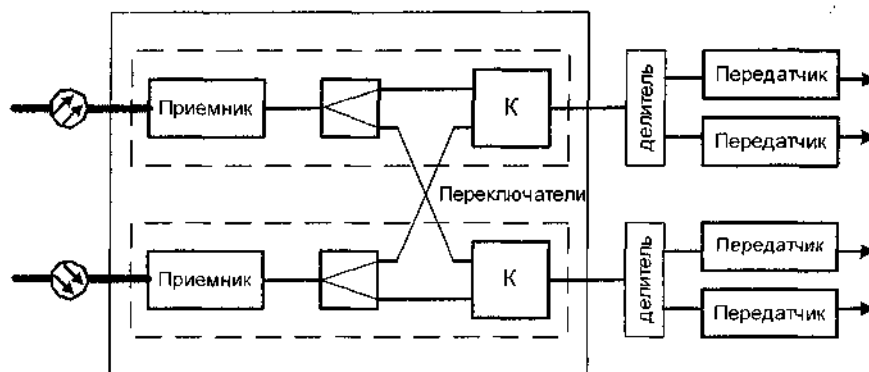 Приемник
К
делитель
Передатчик
Передатчик
Переключатели
Приемник
К
делитель
Передатчик
Передатчик